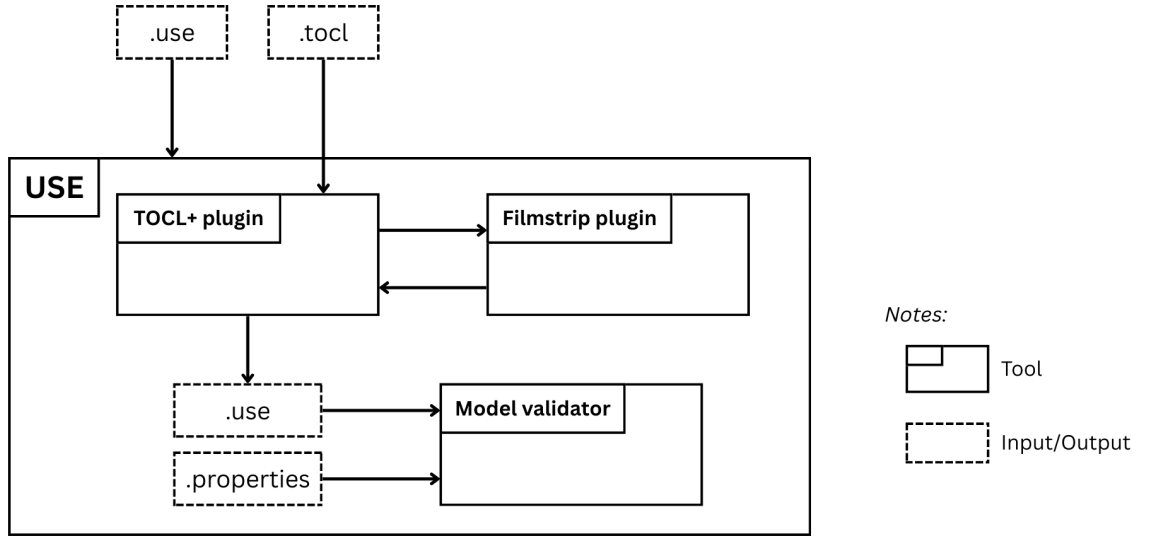 .use
.tocl
USE
TOCL+ plugin
Filmstrip plugin
.use
Model validator
.properties
Notes:
Tool
Input/Output